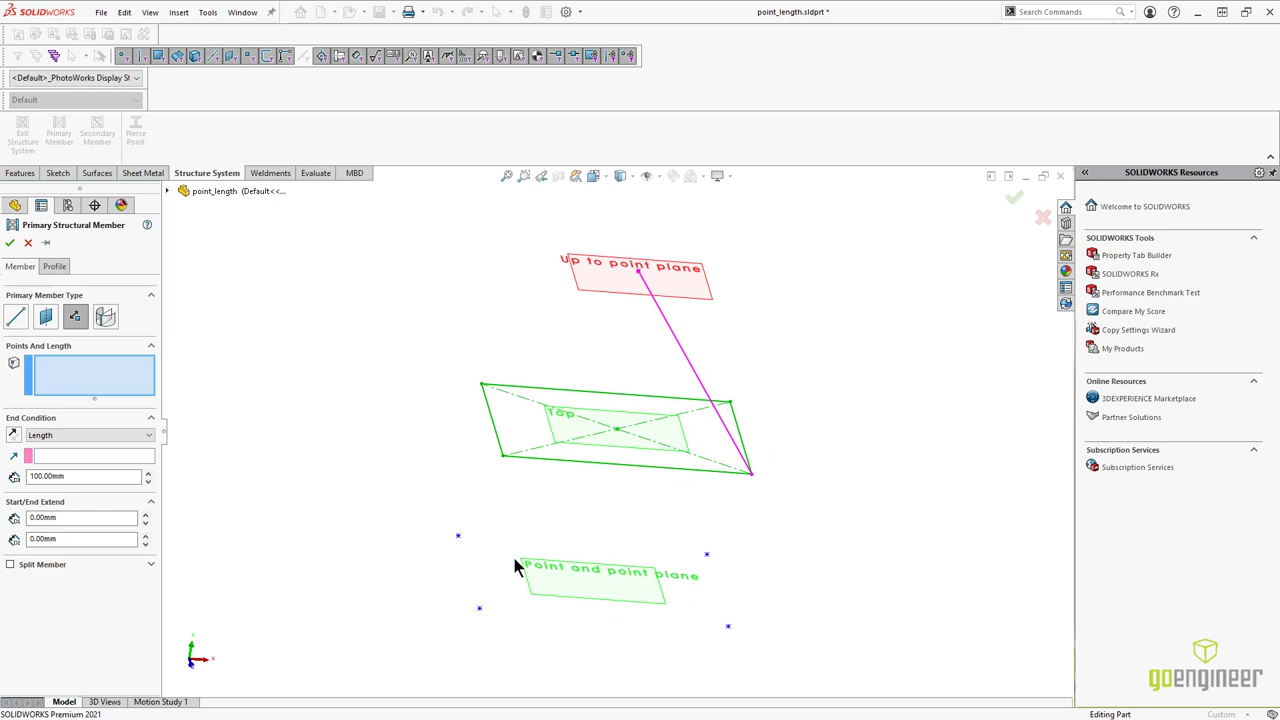 SOLIDWORKS File Edit View Insert Tools Window point_length.sldprt * Search Commands
<Default>_PhotoWorks Display St
Default
Exit Structure System
Primary Member
Secondary Member
Pierce Point
Features Sketch Surfaces Sheet Metal Structure System Weldments Evaluate MBD
SOLIDWORKS Resources
point_length (Default<<...
Primary Structural Member
Member Profile
Primary Member Type
Points And Length
End Condition
Length
100.00mm
Start/End Extend
0.00mm
0.00mm
Split Member
Up to point plane
Top
Point and point plane
Y
X
Welcome to SOLIDWORKS
SOLIDWORKS Tools
Property Tab Builder
SOLIDWORKS Rx
Performance Benchmark Test
Compare My Score
Copy Settings Wizard
My Products
Online Resources
3DEXPERIENCE Marketplace
Partner Solutions
Subscription Services
Subscription Services
goengineer
Model 3D Views Motion Study 1
SOLIDWORKS Premium 2021 Editing Part Custom